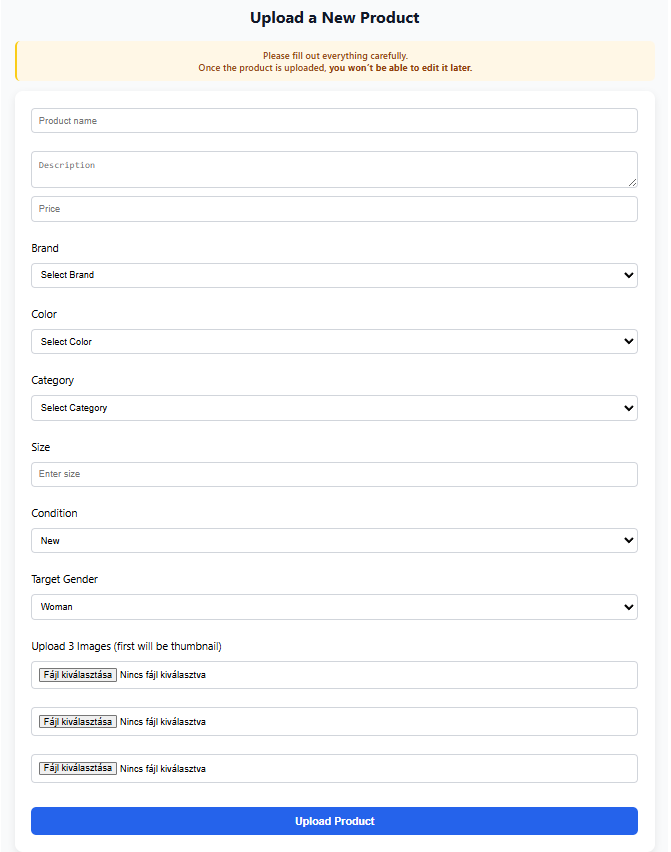 Upload a New Product
Please fill out everything carefully.
Once the product is uploaded, you won't be able to edit it later.
Product name
Description
Price
Brand
Select Brand
Color
Select Color
Category
Select Category
Size
Enter size
Condition
New
Target Gender
Woman
Upload 3 Images (first will be thumbnail)
Fájl kiválasztása Nincs fájl kiválasztva
Fájl kiválasztása Nincs fájl kiválasztva
Fájl kiválasztása Nincs fájl kiválasztva
Upload Product